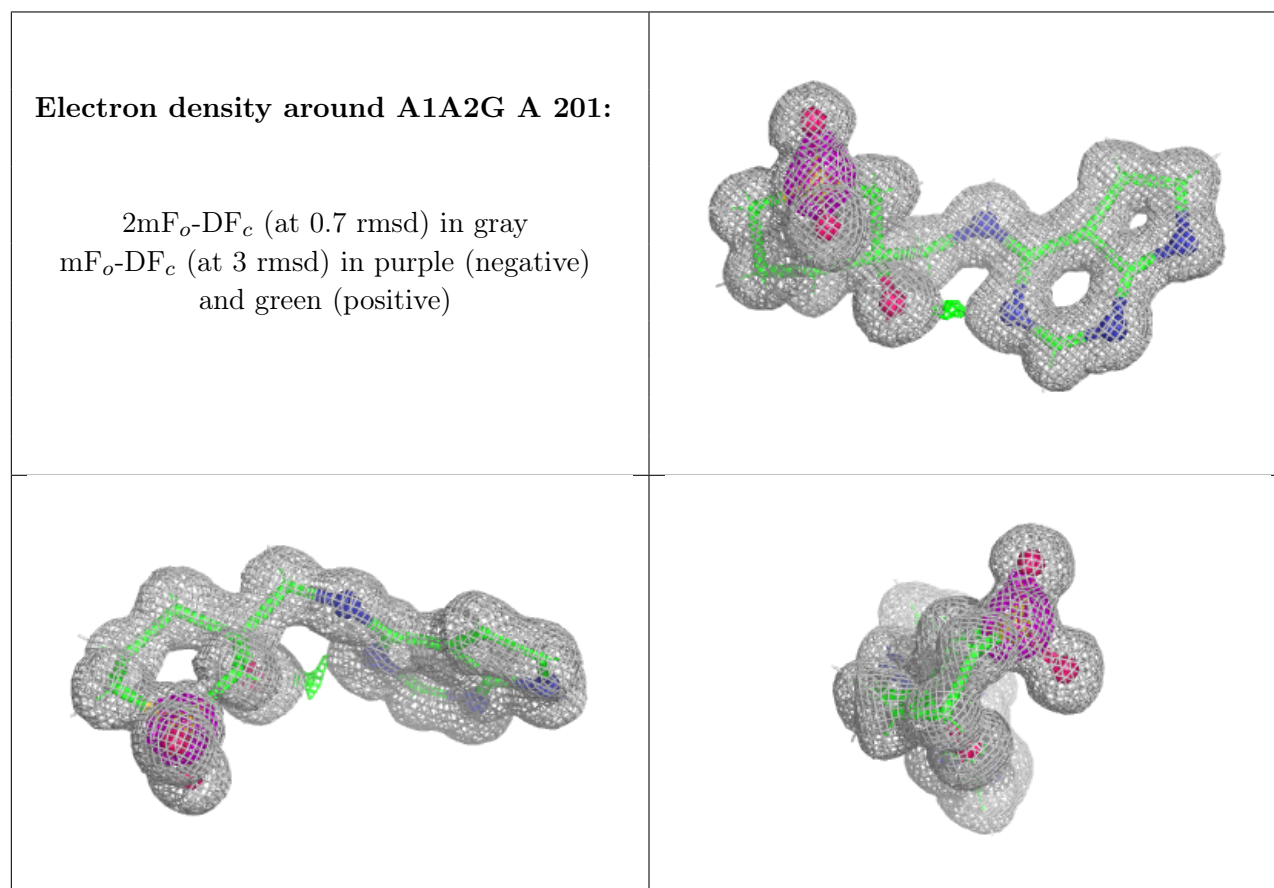 Electron density around A1A2G A 201:
2mFo-DFc (at 0.7 rmsd) in gray
mFo-DFc (at 3 rmsd) in purple (negative)
and green (positive)